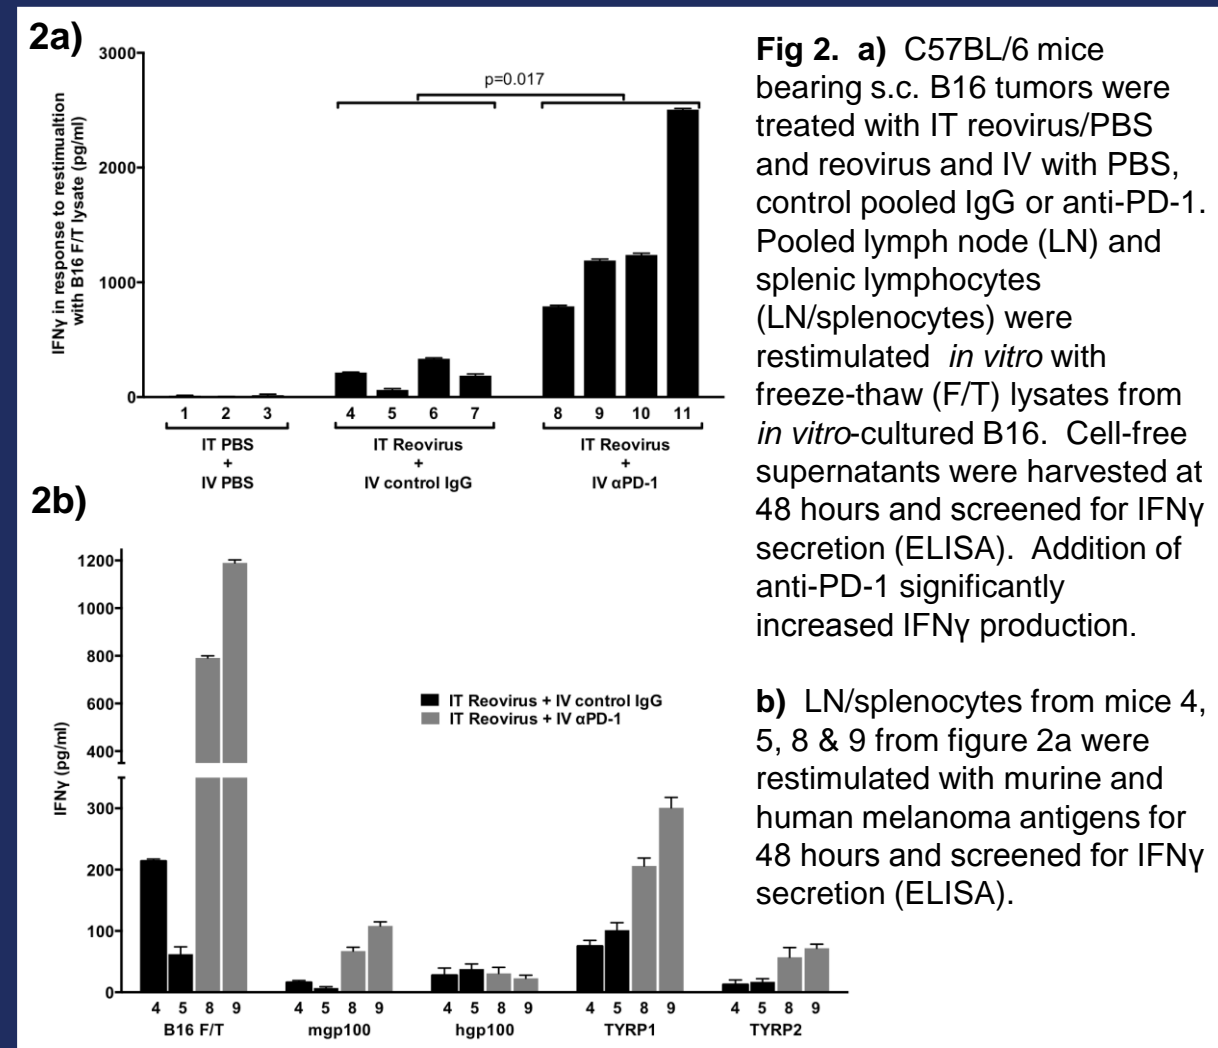 2a)
3000
2000
1000
0
IFNγ in response to restimualtion
with B16 F/T lysate (pg/ml)
p=0.017
1 2 3 4 5 6 7 8 9 10 11
IT PBS
+
IV PBS
IT Reovirus
+
IV control IgG
IT Reovirus
+
IV αPD-1
Fig 2. a) C57BL/6 mice
bearing s.c. B16 tumors were
treated with IT reovirus/PBS
and reovirus and IV with PBS,
control pooled IgG or anti-PD-1.
Pooled lymph node (LN) and
splenic lymphocytes
(LN/splenocytes) were
restimulated in vitro with
freeze-thaw (F/T) lysates from
in vitro-cultured B16. Cell-free
supernatants were harvested at
48 hours and screened for IFNγ
secretion (ELISA). Addition of
anti-PD-1 significantly
increased IFNγ production.
2b)
1200
1000
800
600
400
300
200
100
0
IFNγ (pg/ml)
IT Reovirus + IV control IgG
IT Reovirus + IV αPD-1
4 5 8 9 4 5 8 9 4 5 8 9 4 5 8 9 4 5 8 9
B16 F/T mgp100 hgp100 TYRP1 TYRP2
b) LN/splenocytes from mice 4,
5, 8 & 9 from figure 2a were
restimulated with murine and
human melanoma antigens for
48 hours and screened for IFNγ
secretion (ELISA).